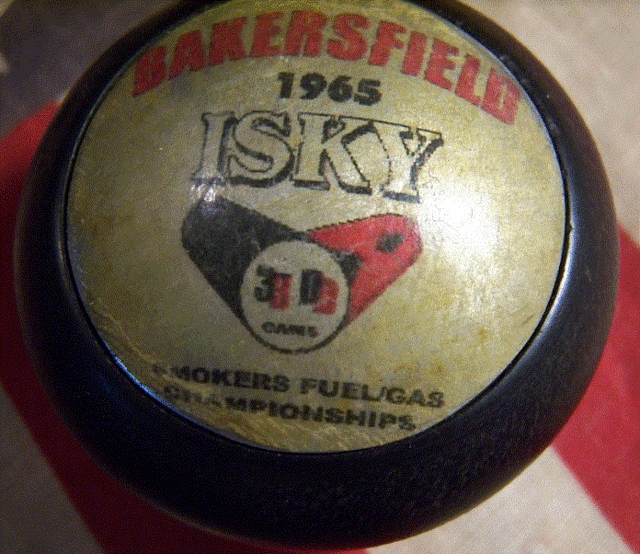 BAKERSFIELD
1965
ISKY
3D
CAMS
SMOKERS FUEL/GAS
CHAMPIONSHIPS